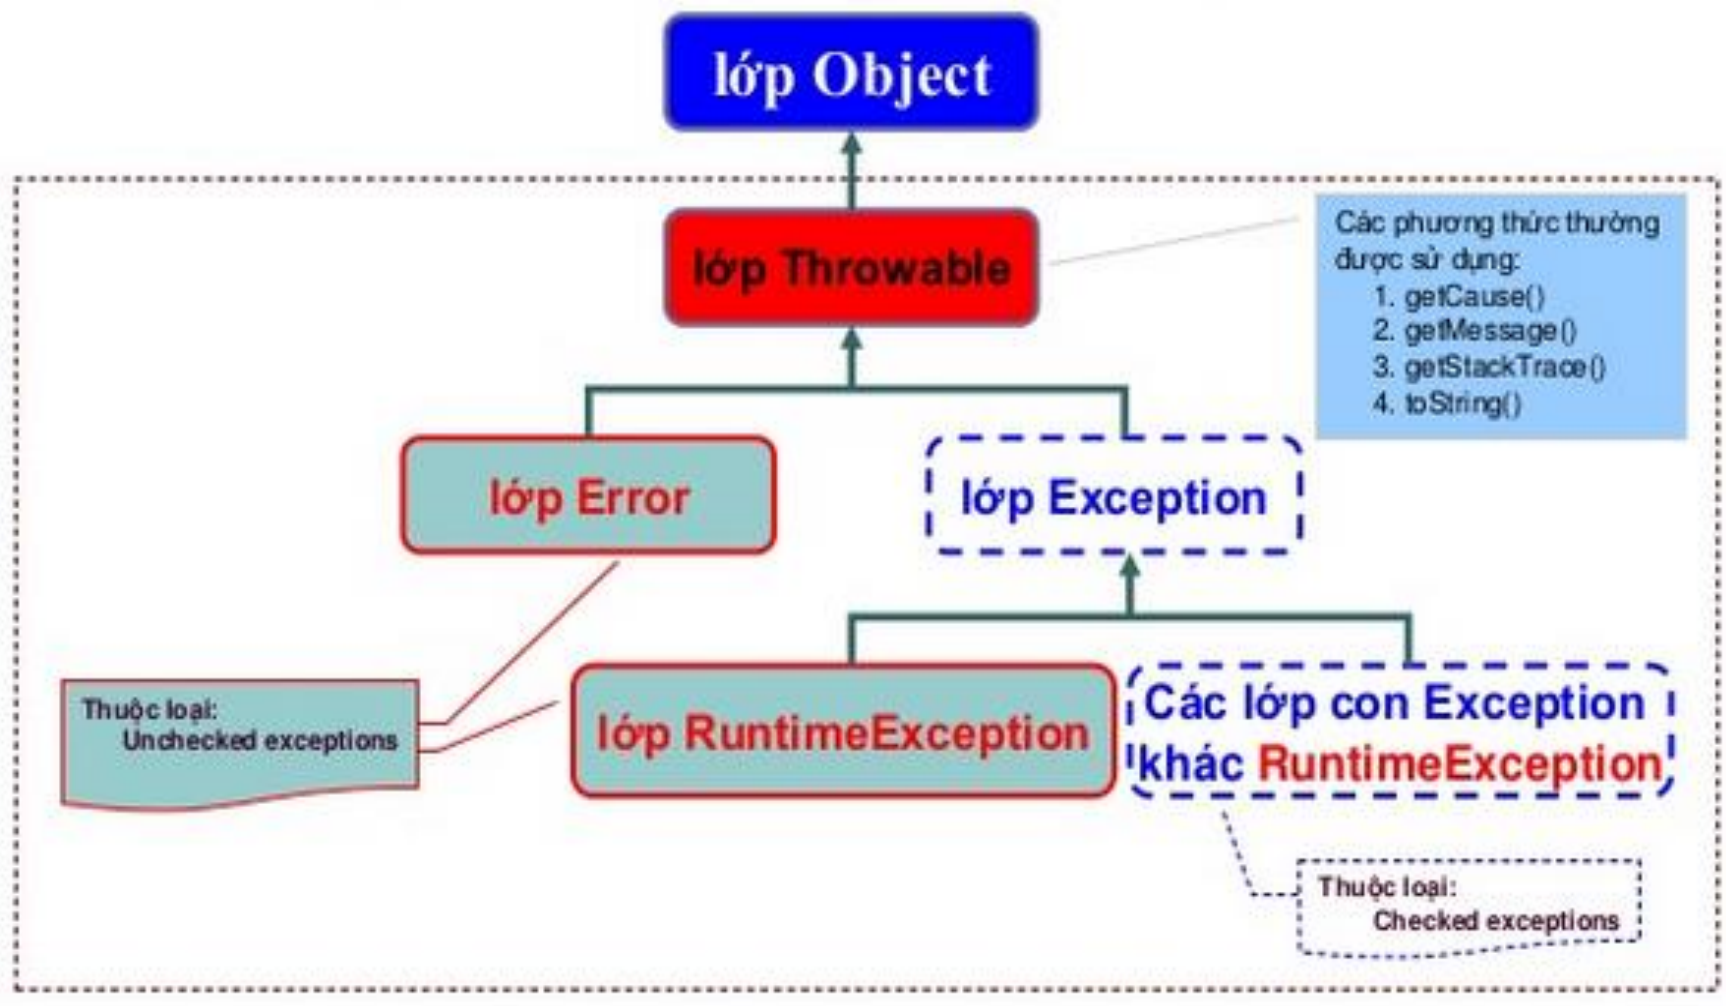 lớp Object
lớp Throwable
Các phương thức thường
được sử dụng:
1. getCause()
2. getMessage()
3. getStackTrace()
4. toString()
lớp Error
lớp Exception
Thuộc loại:
Unchecked exceptions
lớp RuntimeException
Các lớp con Exception
khác RuntimeException
Thuộc loại:
Checked exceptions